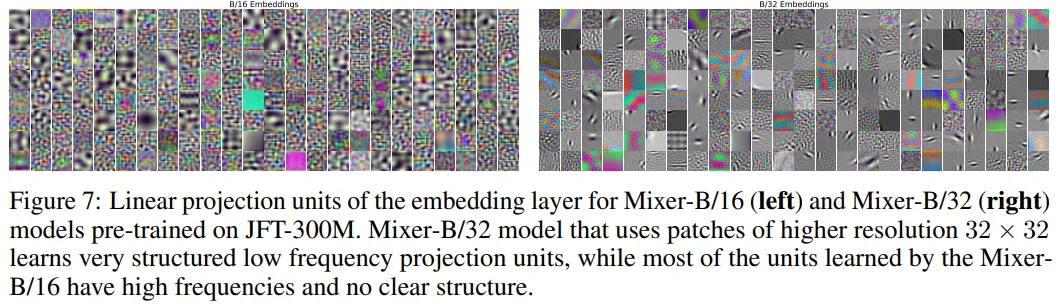 B/16 Embeddings
B/32 Embeddings
Figure 7: Linear projection units of the embedding layer for Mixer-B/16 (left) and Mixer-B/32 (right)
models pre-trained on JFT-300M. Mixer-B/32 model that uses patches of higher resolution 32 × 32
learns very structured low frequency projection units, while most of the units learned by the Mixer-
B/16 have high frequencies and no clear structure.